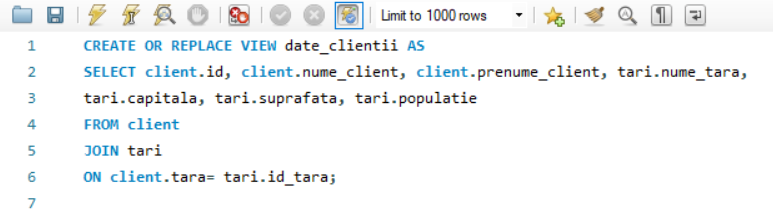 Limit to 1000 rows
1 CREATE OR REPLACE VIEW date_clientii AS
2 SELECT client.id, client.nume_client, client.prenume_client, tari.nume_tara,
3 tari.capitala, tari.suprafata, tari.populatie
4 FROM client
5 JOIN tari
6 ON client.tara= tari.id_tara;
7